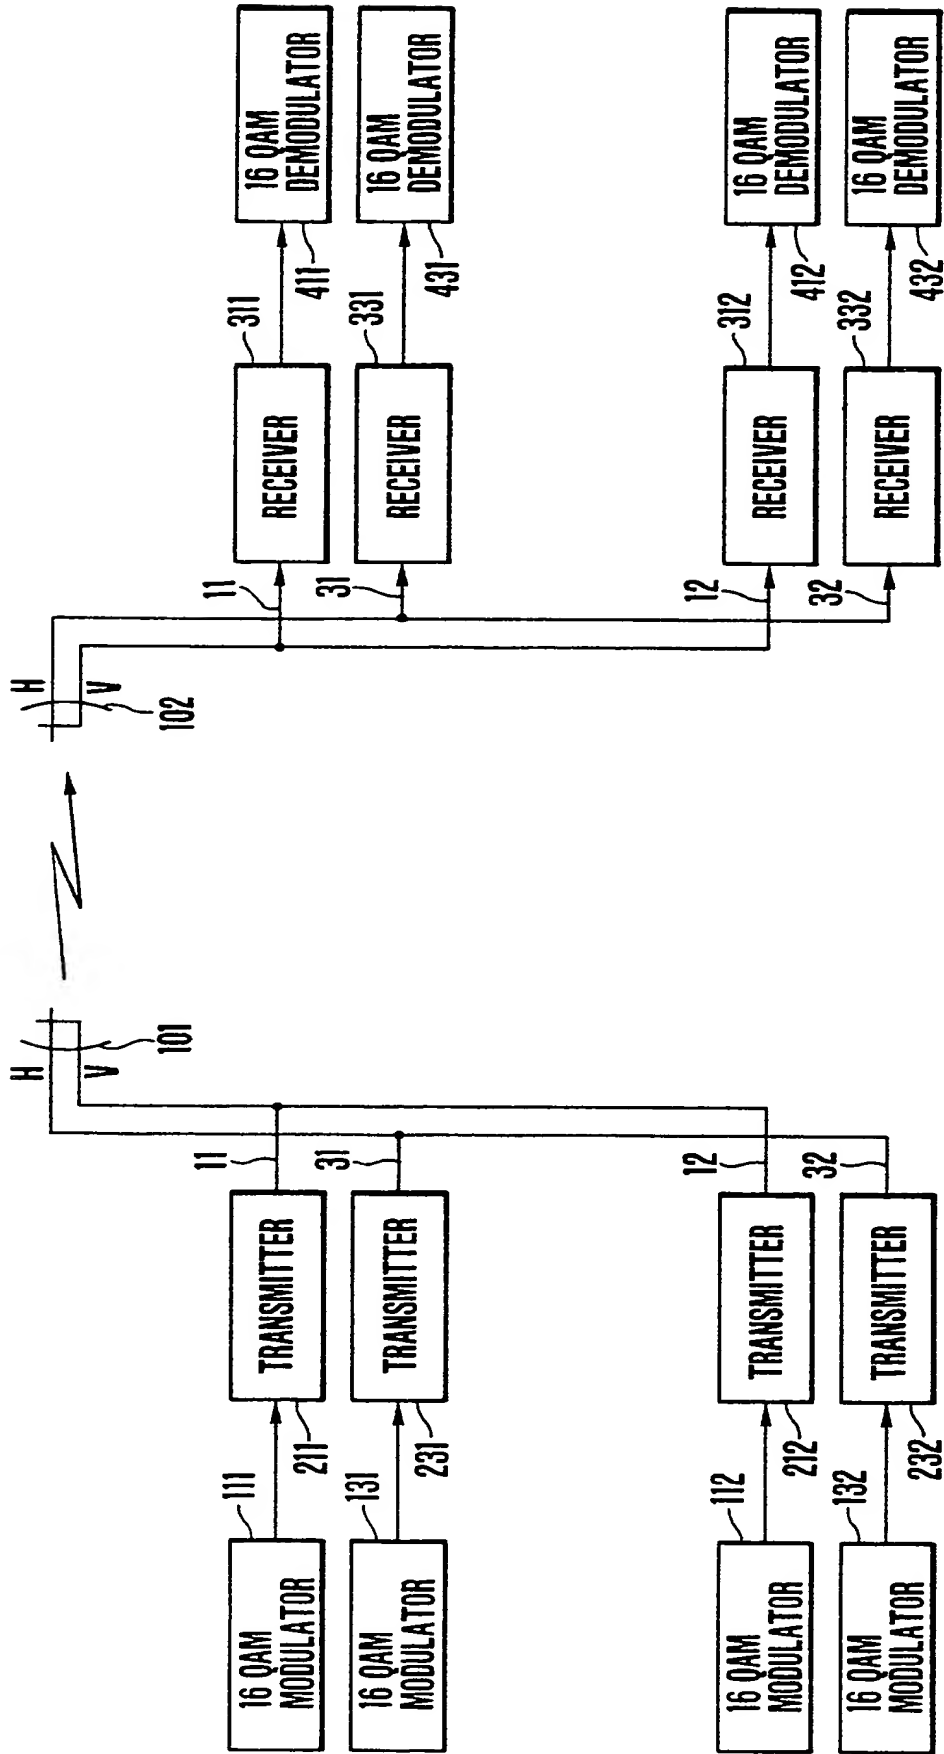 H
V
101
H
V
102
16 QAM
MODULATOR
111
TRANSMITTER
211
11
11
RECEIVER
311
16 QAM
DEMODULATOR
411
16 QAM
MODULATOR
131
TRANSMITTER
231
31
31
RECEIVER
331
16 QAM
DEMODULATOR
431
16 QAM
MODULATOR
112
TRANSMITTER
212
12
12
RECEIVER
312
16 QAM
DEMODULATOR
412
16 QAM
MODULATOR
132
TRANSMITTER
232
32
32
RECEIVER
332
16 QAM
DEMODULATOR
432